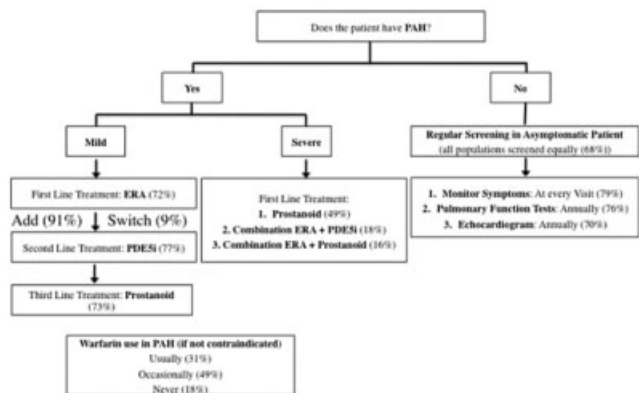 Does the patient have PAH?
Yes
No
Mild
Severe
Regular Screening in Asymptomatic Patient
(all populations screened equally (68%))
First Line Treatment: ERA (72%)
Add (91%) Switch (9%)
Second Line Treatment: PDE5i (77%)
Third Line Treatment: Prostanoid
(73%)
First Line Treatment:
1. Prostanoid (49%)
2. Combination ERA + PDE5i (18%)
3. Combination ERA + Prostanoid (16%)
1. Monitor Symptoms: At every Visit (79%)
2. Pulmonary Function Tests: Annually (76%)
3. Echocardiogram: Annually (70%)
Warfarin use in PAH (if not contraindicated)
Usually (31%)
Occasionally (49%)
Never (18%)